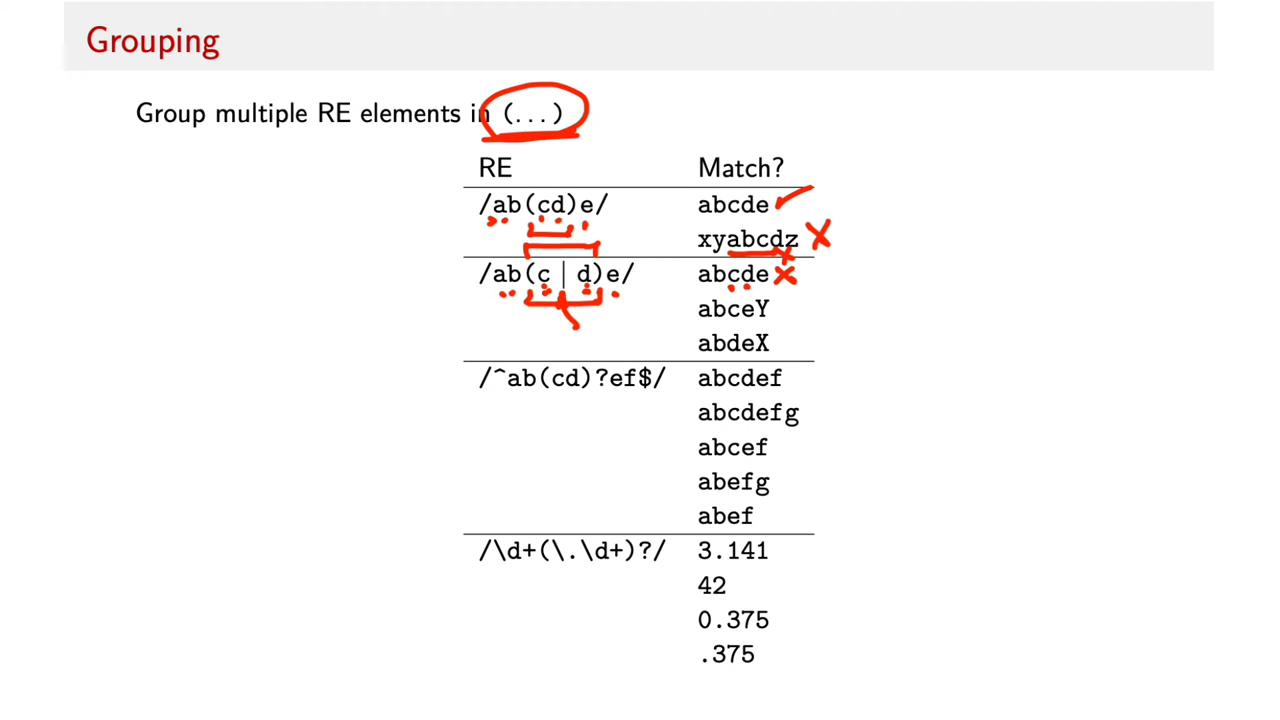 Grouping
Group multiple RE elements in (...)
RE Match?
/ab(cd)e/ abcde
xyabcdz
/ab(c|d)e/ abcde
abceY
abdeX
/^ab(cd)?ef$/ abcdef
abcdefg
abcef
abefg
abef
/\d+(\.\d+)?/ 3.141
42
0.375
.375